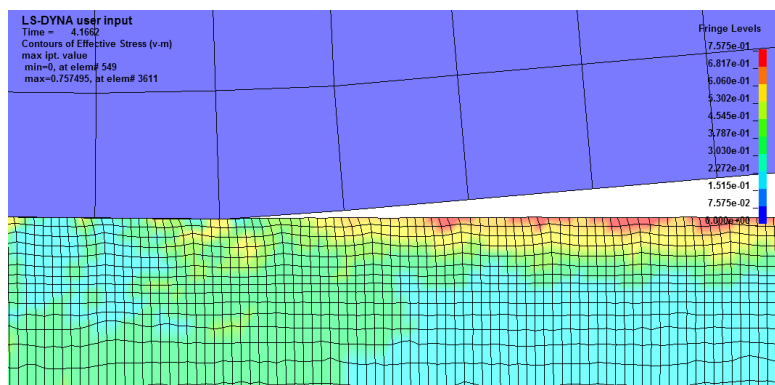 LS-DYNA user input
Time = 4.1662
Contours of Effective Stress (v-m)
max ipt. value
min=0, at elem# 549
max=0.757495, at elem# 3611
Fringe Levels
7.575e-01
6.817e-01
6.060e-01
5.302e-01
4.545e-01
3.787e-01
3.030e-01
2.272e-01
1.515e-01
7.575e-02
0.000e+00